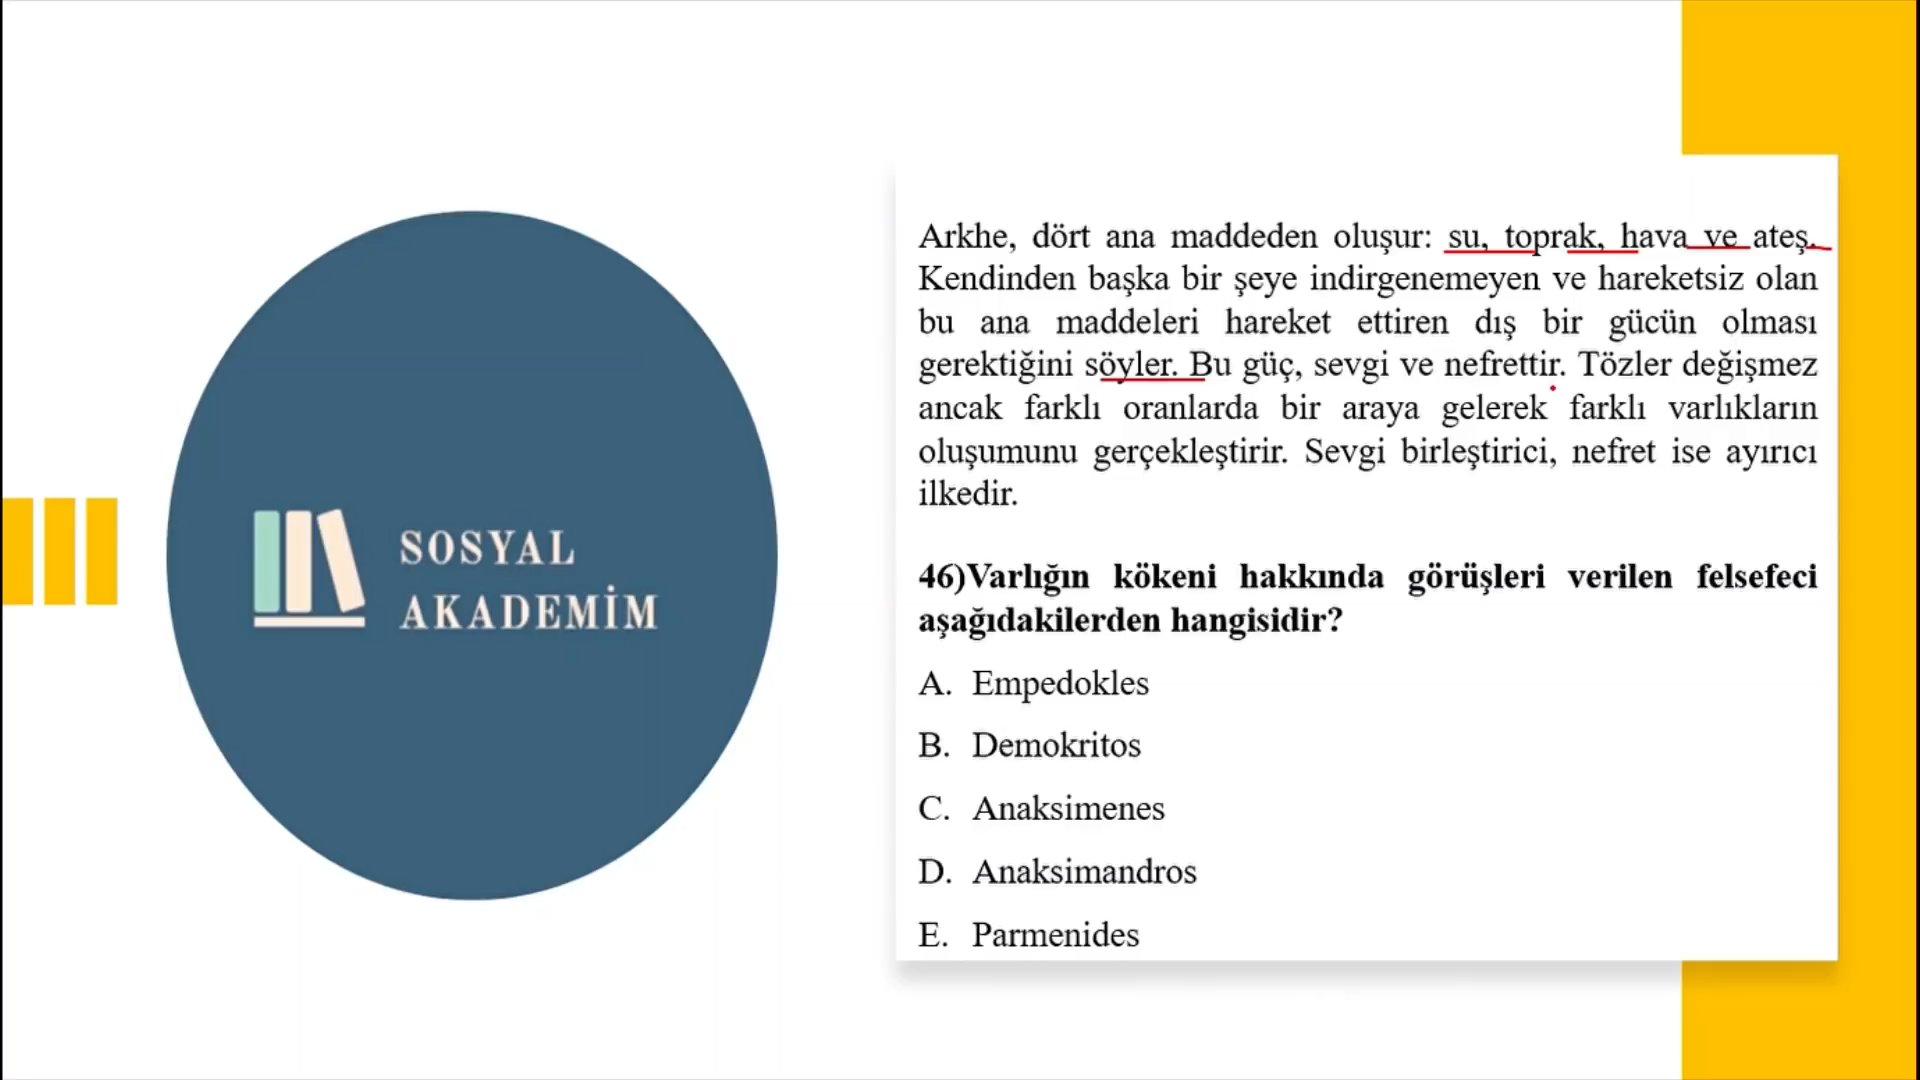 SOSYAL
AKADEMİM
Arkhe, dört ana maddeden oluşur: su, toprak, hava ve ateş.
Kendinden başka bir şeye indirgenemeyen ve hareketsiz olan
bu ana maddeleri hareket ettiren dış bir gücün olması
gerektiğini söyler. Bu güç, sevgi ve nefrettir. Tözler değişmez
ancak farklı oranlarda bir araya gelerek farklı varlıkların
oluşumunu gerçekleştirir. Sevgi birleştirici, nefret ise ayırıcı
ilkedir.
46)Varlığın kökeni hakkında görüşleri verilen felsefeci
aşağıdakilerden hangisidir?
A. Empedokles
B. Demokritos
C. Anaksimenes
D. Anaksimandros
E. Parmenides